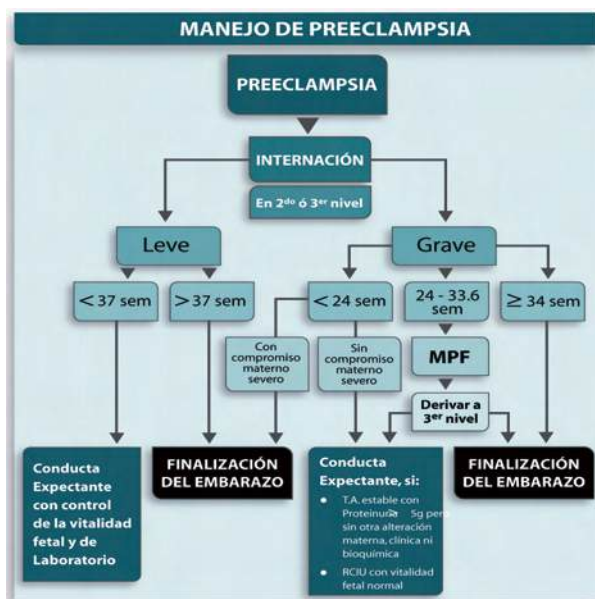 MANEJO DE PREECLAMPSIA
PREECLAMPSIA
INTERNACIÓN
En 2do ó 3er nivel
Leve
Grave
< 37 sem
> 37 sem
< 24 sem
24 - 33.6
sem
≥ 34 sem
Con
compromiso
materno
severo
Sin
compromiso
materno
severo
MPF
Derivar a
3er nivel
Conducta
Expectante
con control
de la vitalidad
fetal y de
Laboratorio
FINALIZACIÓN
DEL EMBARAZO
Conducta
Expectante, si:
• T.A. estable con
Proteinuria ≥ 5g pero
sin otra alteración
materna, clínica ni
bioquímica
• RCIU con vitalidad
fetal normal
FINALIZACIÓN
DEL EMBARAZO